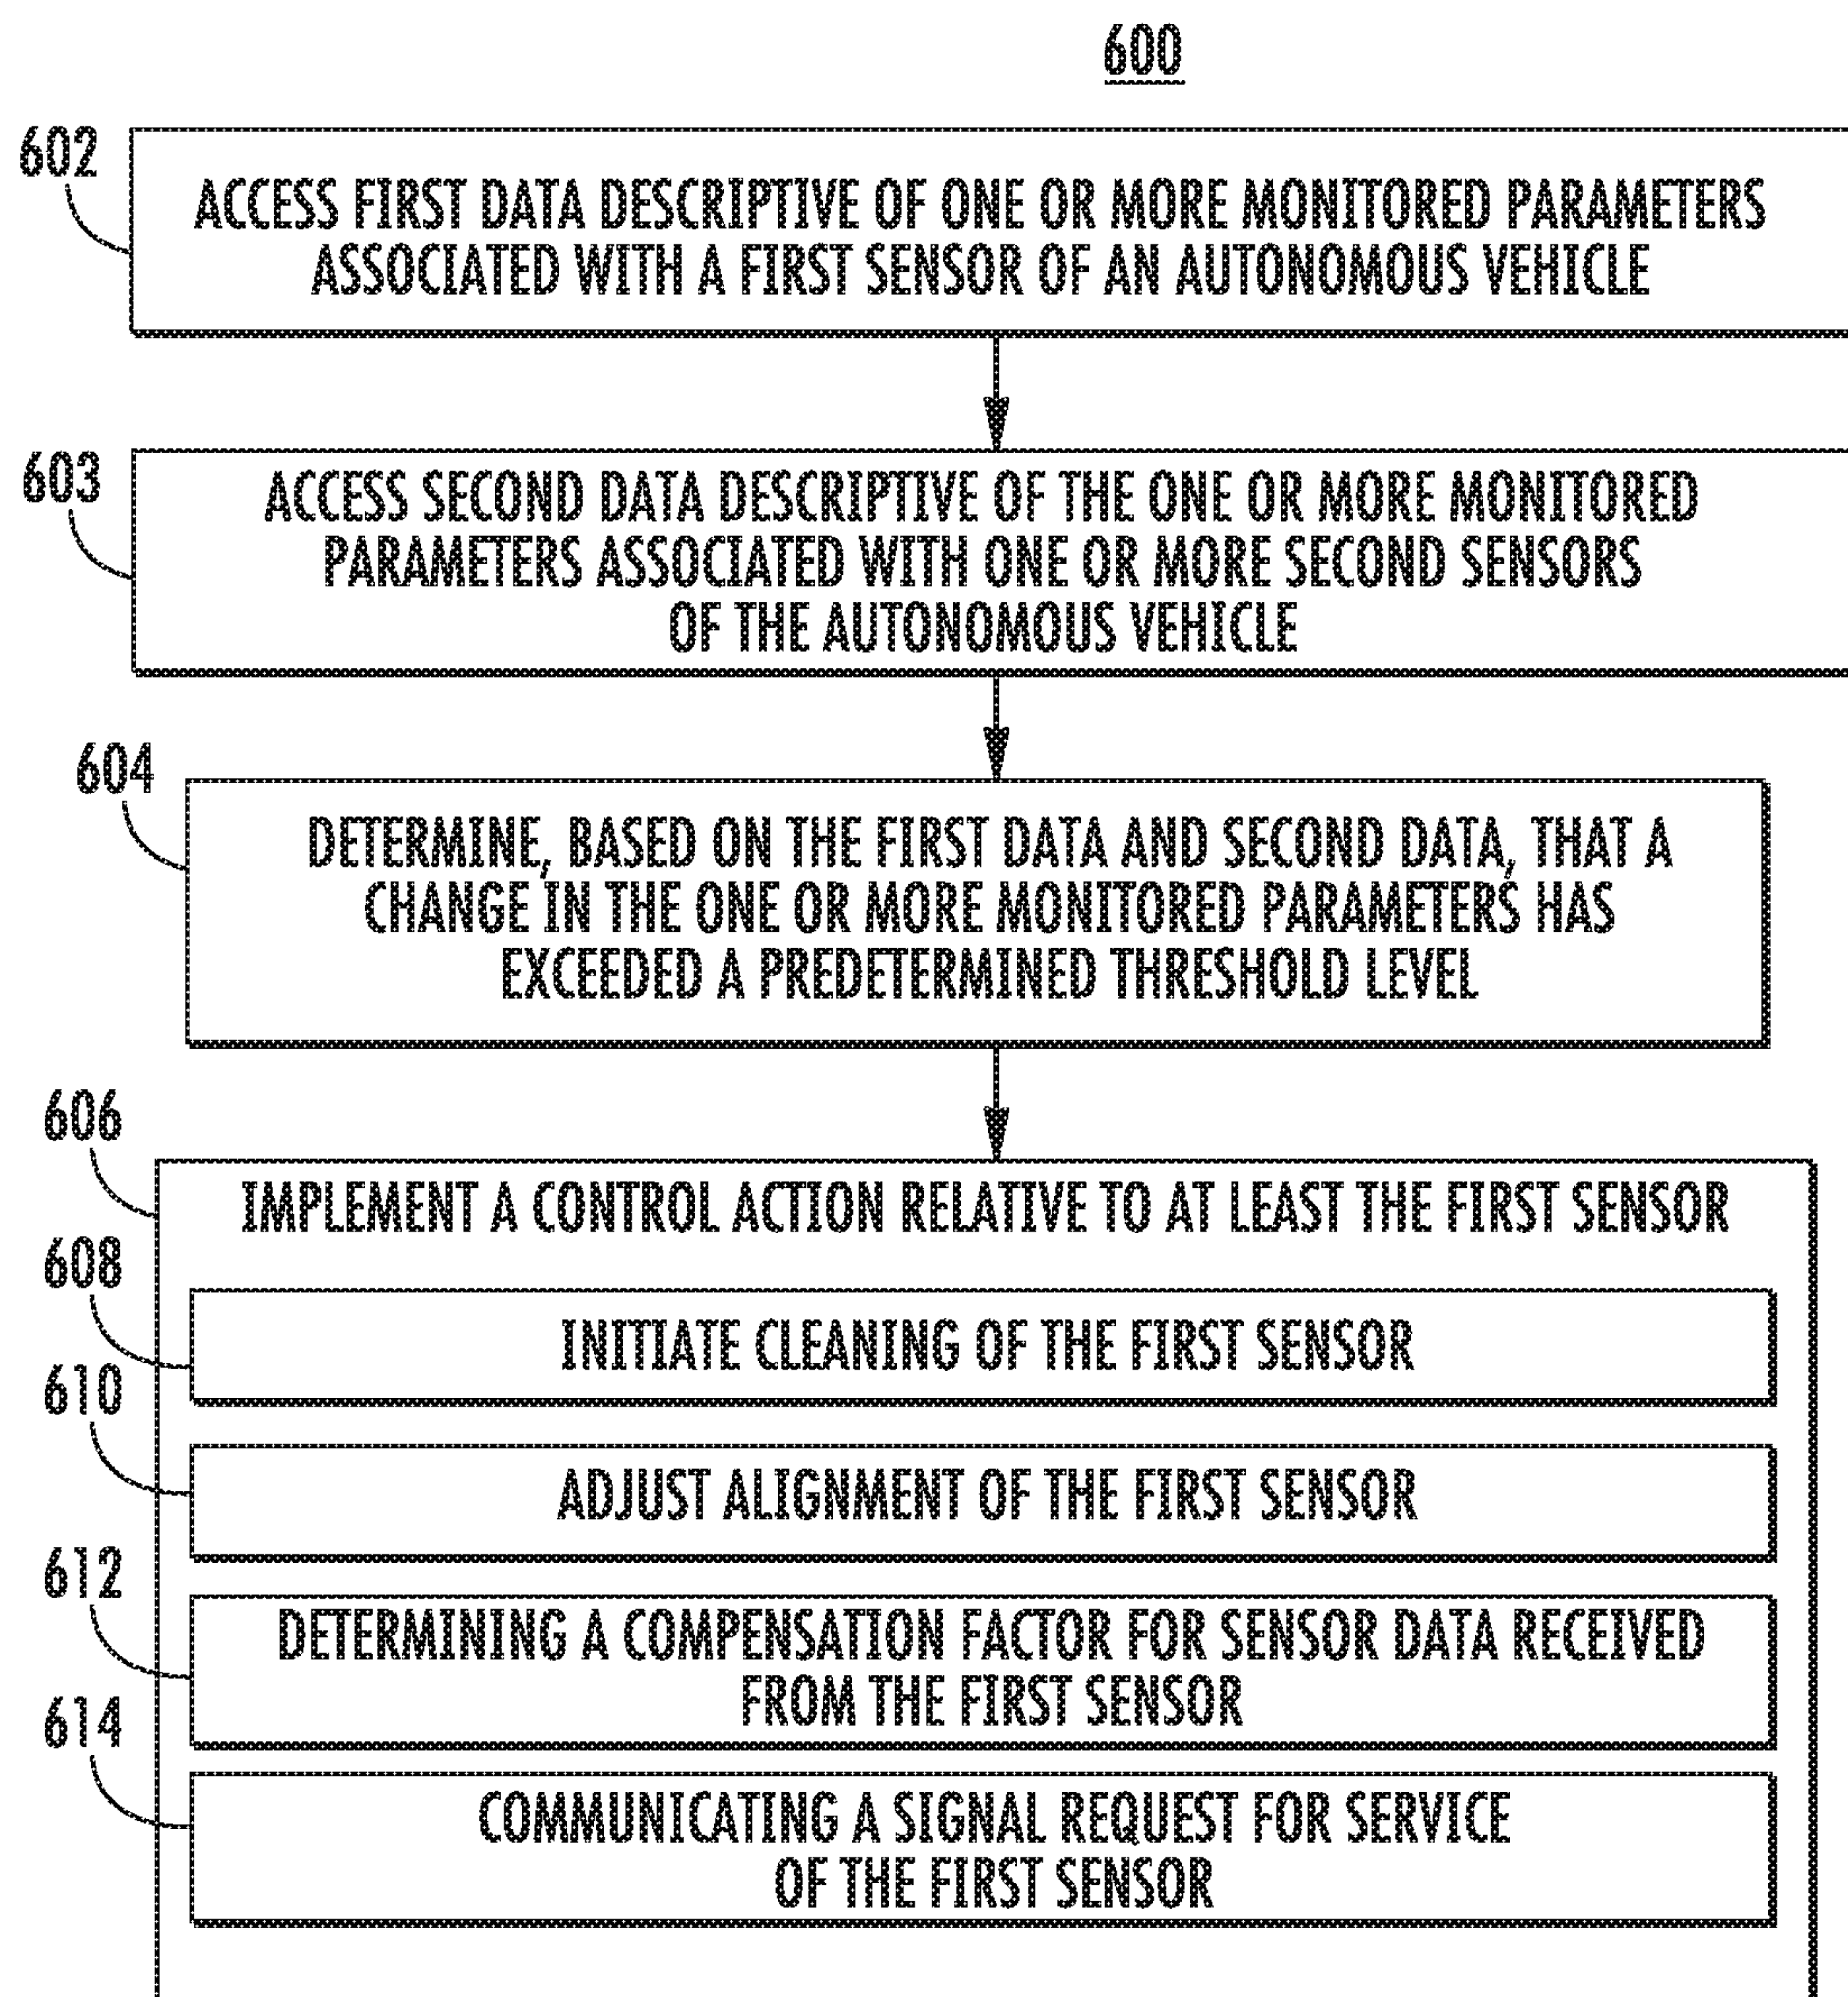 600
602
ACCESS FIRST DATA DESCRIPTIVE OF ONE OR MORE MONITORED PARAMETERS
ASSOCIATED WITH A FIRST SENSOR OF AN AUTONOMOUS VEHICLE
603
ACCESS SECOND DATA DESCRIPTIVE OF THE ONE OR MORE MONITORED
PARAMETERS ASSOCIATED WITH ONE OR MORE SECOND SENSORS
OF THE AUTONOMOUS VEHICLE
604
DETERMINE, BASED ON THE FIRST DATA AND SECOND DATA, THAT A
CHANGE IN THE ONE OR MORE MONITORED PARAMETERS HAS
EXCEEDED A PREDETERMINED THRESHOLD LEVEL
606
IMPLEMENT A CONTROL ACTION RELATIVE TO AT LEAST THE FIRST SENSOR
608
INITIATE CLEANING OF THE FIRST SENSOR
610
ADJUST ALIGNMENT OF THE FIRST SENSOR
612
DETERMINING A COMPENSATION FACTOR FOR SENSOR DATA RECEIVED
FROM THE FIRST SENSOR
614
COMMUNICATING A SIGNAL REQUEST FOR SERVICE
OF THE FIRST SENSOR